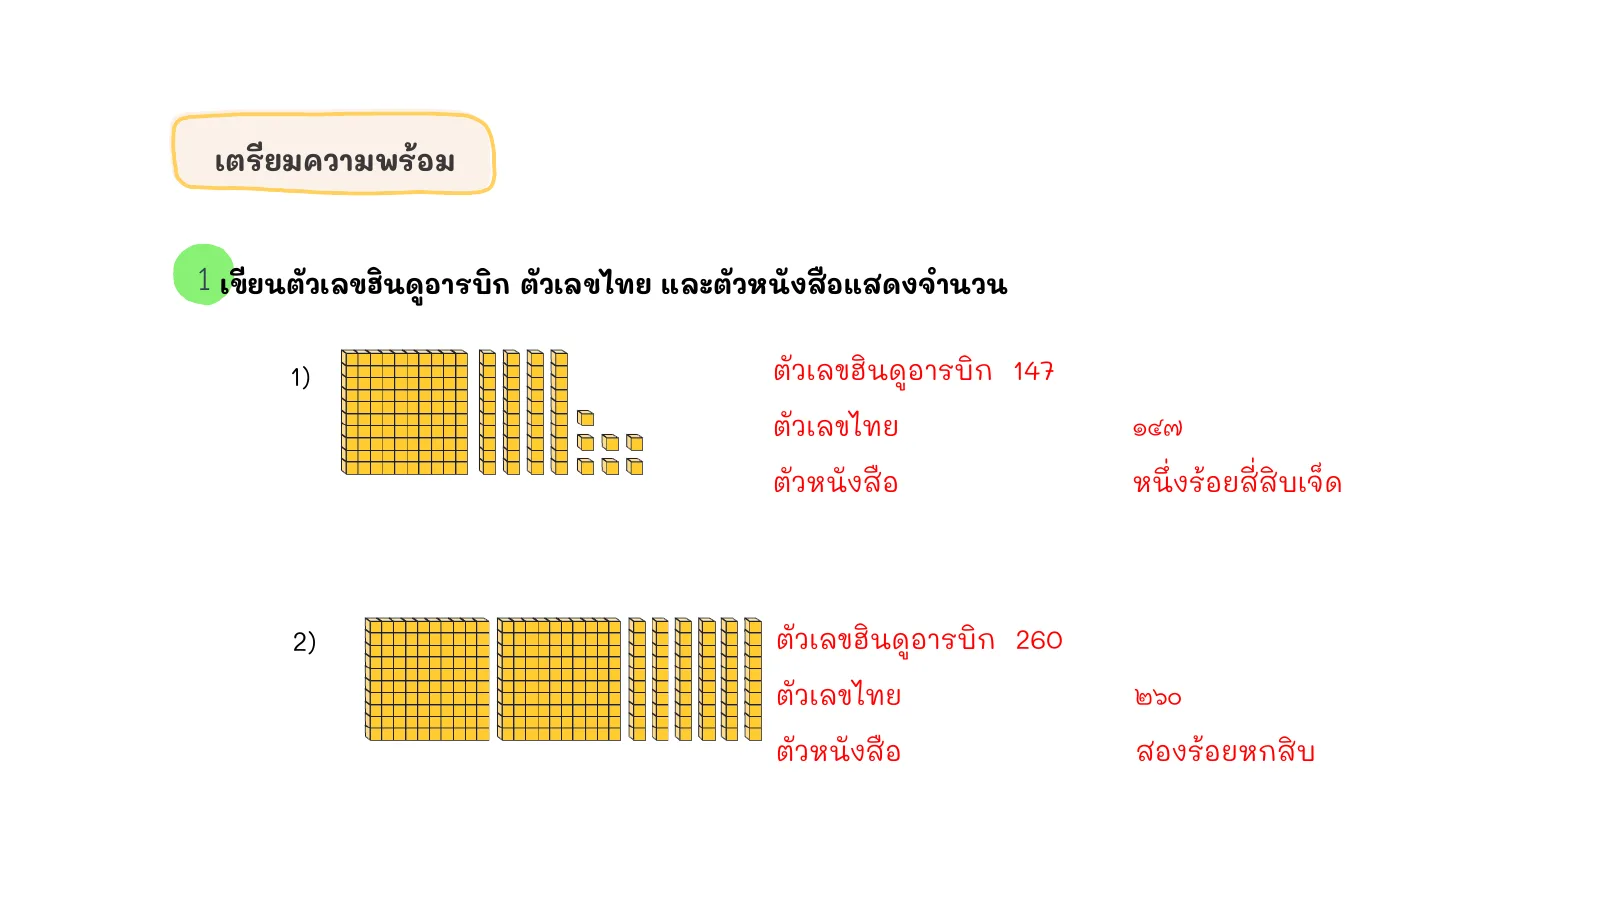 เตรียมความพร้อม
1 เขียนตัวเลขฮินดูอารบิก ตัวเลขไทย และตัวหนังสือแสดงจำนวน
1)
ตัวเลขฮินดูอารบิก 147
ตัวเลขไทย ๑๔๗
ตัวหนังสือ หนึ่งร้อยสี่สิบเจ็ด
2)
ตัวเลขฮินดูอารบิก 260
ตัวเลขไทย ๒๖๐
ตัวหนังสือ สองร้อยหกสิบ